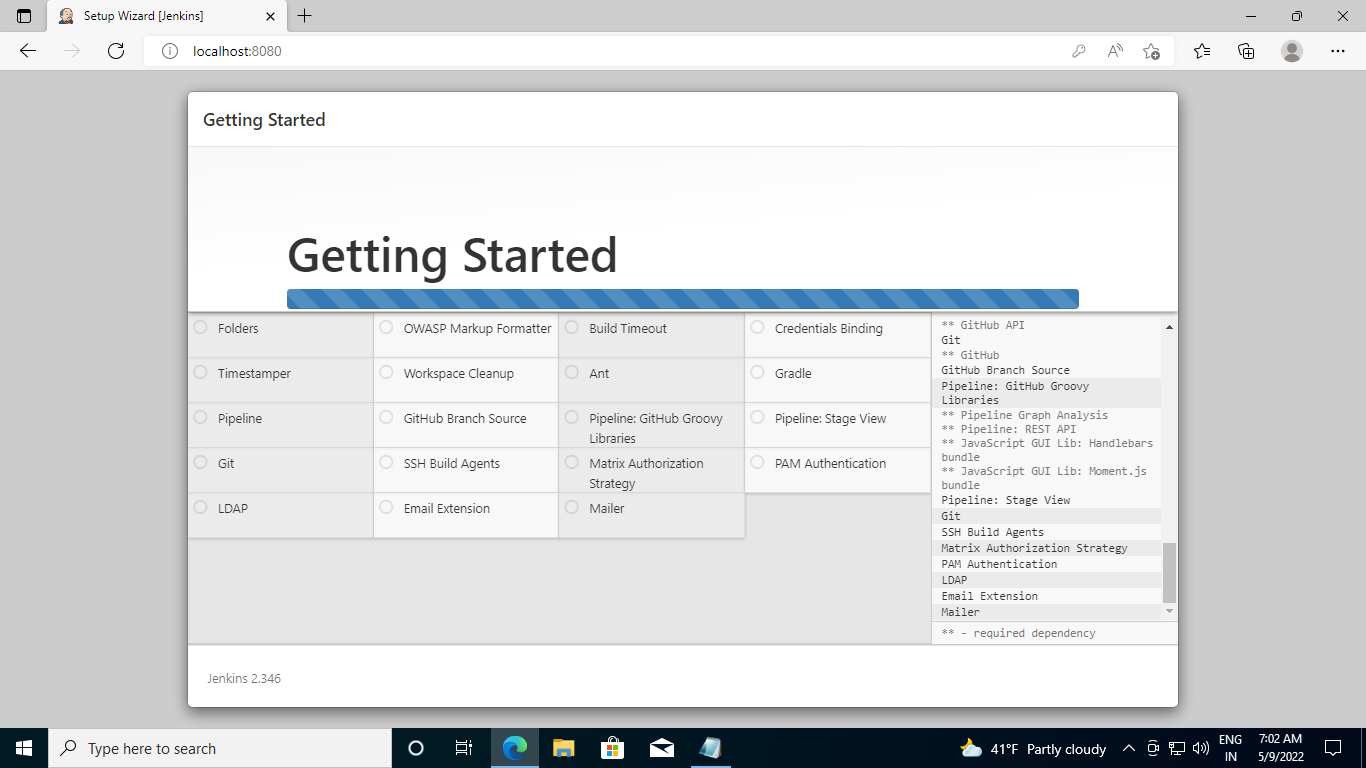 Setup Wizard [Jenkins]
localhost:8080
Getting Started
Getting Started
Folders
OWASP Markup Formatter
Build Timeout
Credentials Binding
Timestamper
Workspace Cleanup
Ant
Gradle
Pipeline
GitHub Branch Source
Pipeline: GitHub Groovy
Libraries
Pipeline: Stage View
Git
SSH Build Agents
Matrix Authorization
Strategy
PAM Authentication
LDAP
Email Extension
Mailer
** GitHub API
Git
** GitHub
GitHub Branch Source
Pipeline: GitHub Groovy
Libraries
** Pipeline Graph Analysis
** Pipeline: REST API
** JavaScript GUI Lib: Handlebars
bundle
** JavaScript GUI Lib: Moment.js
bundle
Pipeline: Stage View
Git
SSH Build Agents
Matrix Authorization Strategy
PAM Authentication
LDAP
Email Extension
Mailer
** - required dependency
Jenkins 2.346
Type here to search
41°F Partly cloudy
ENG
IN
7:02 AM
5/9/2022